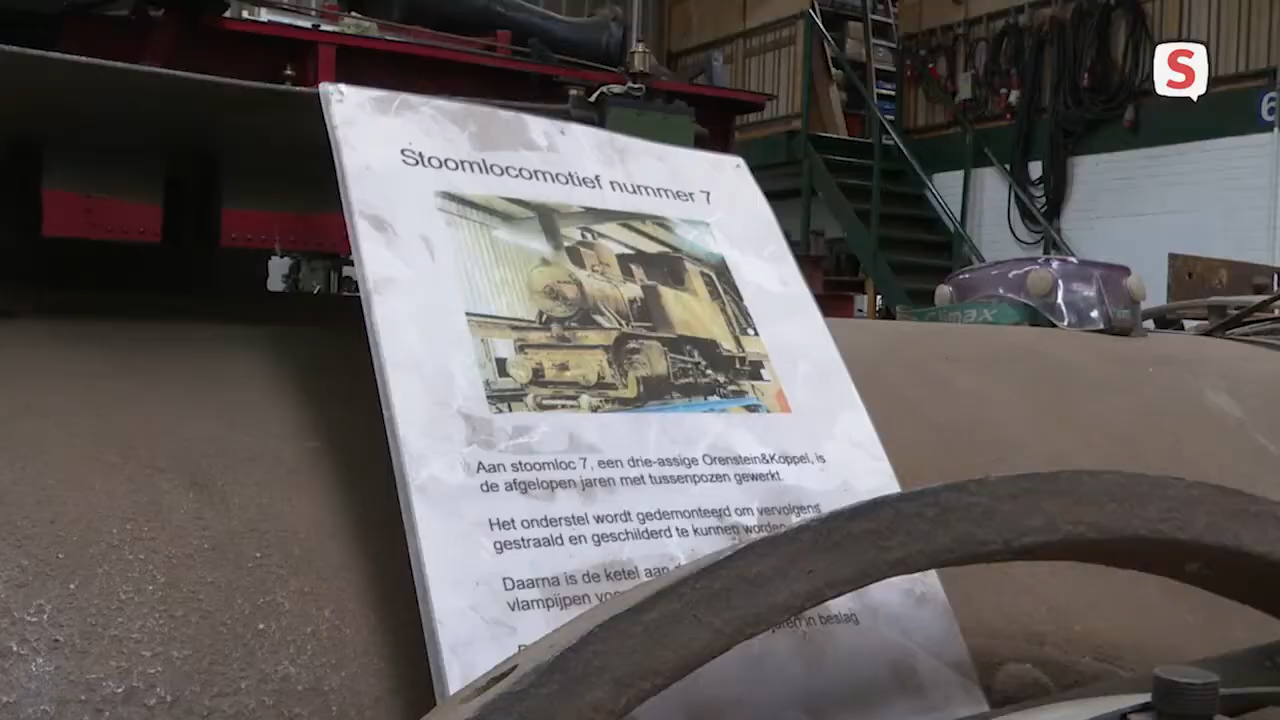 S
6
Stoomlocomotief nummer 7
climax
Aan stoomloc 7, een drie-assige Orenstein&Koppel, is
de afgelopen jaren met tussenpozen gewerkt.
Het onderstel wordt gedemonteerd om vervolgens
gestraald en geschilderd te kunnen worden
Daarna is de ketel aan
vlampijpen
in beslag